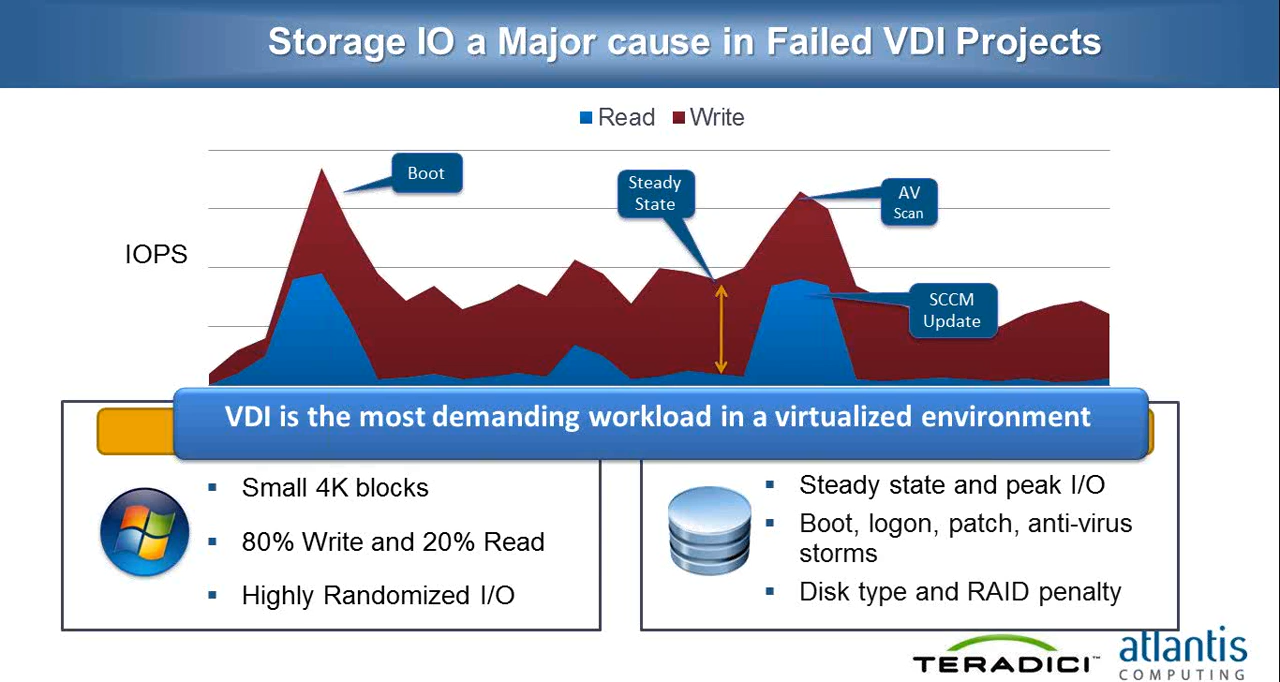 Storage IO a Major cause in Failed VDI Projects
Read Write
Boot
Steady
State
AV
Scan
IOPS
SCCM
Update
VDI is the most demanding workload in a virtualized environment
▪ Small 4K blocks
▪ 80% Write and 20% Read
▪ Highly Randomized I/O
▪ Steady state and peak I/O
▪ Boot, logon, patch, anti-virus
storms
▪ Disk type and RAID penalty
TERADICI™
atlantis
COMPUTING